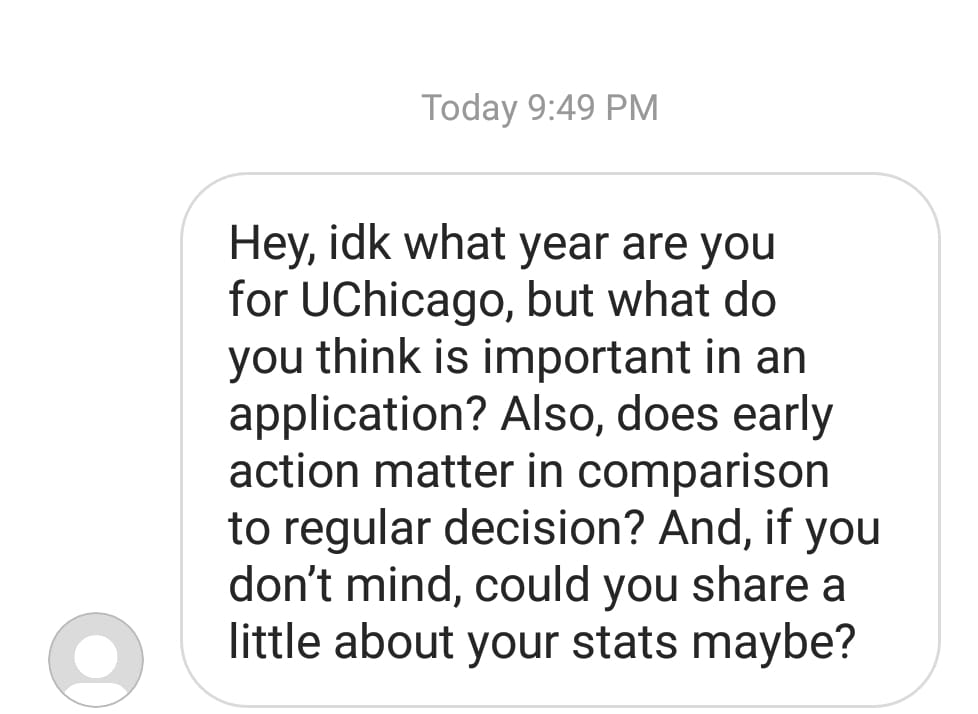 Today 9:49 PM
Hey, idk what year are you
for UChicago, but what do
you think is important in an
application? Also, does early
action matter in comparison
to regular decision? And, if you
don’t mind, could you share a
little about your stats maybe?